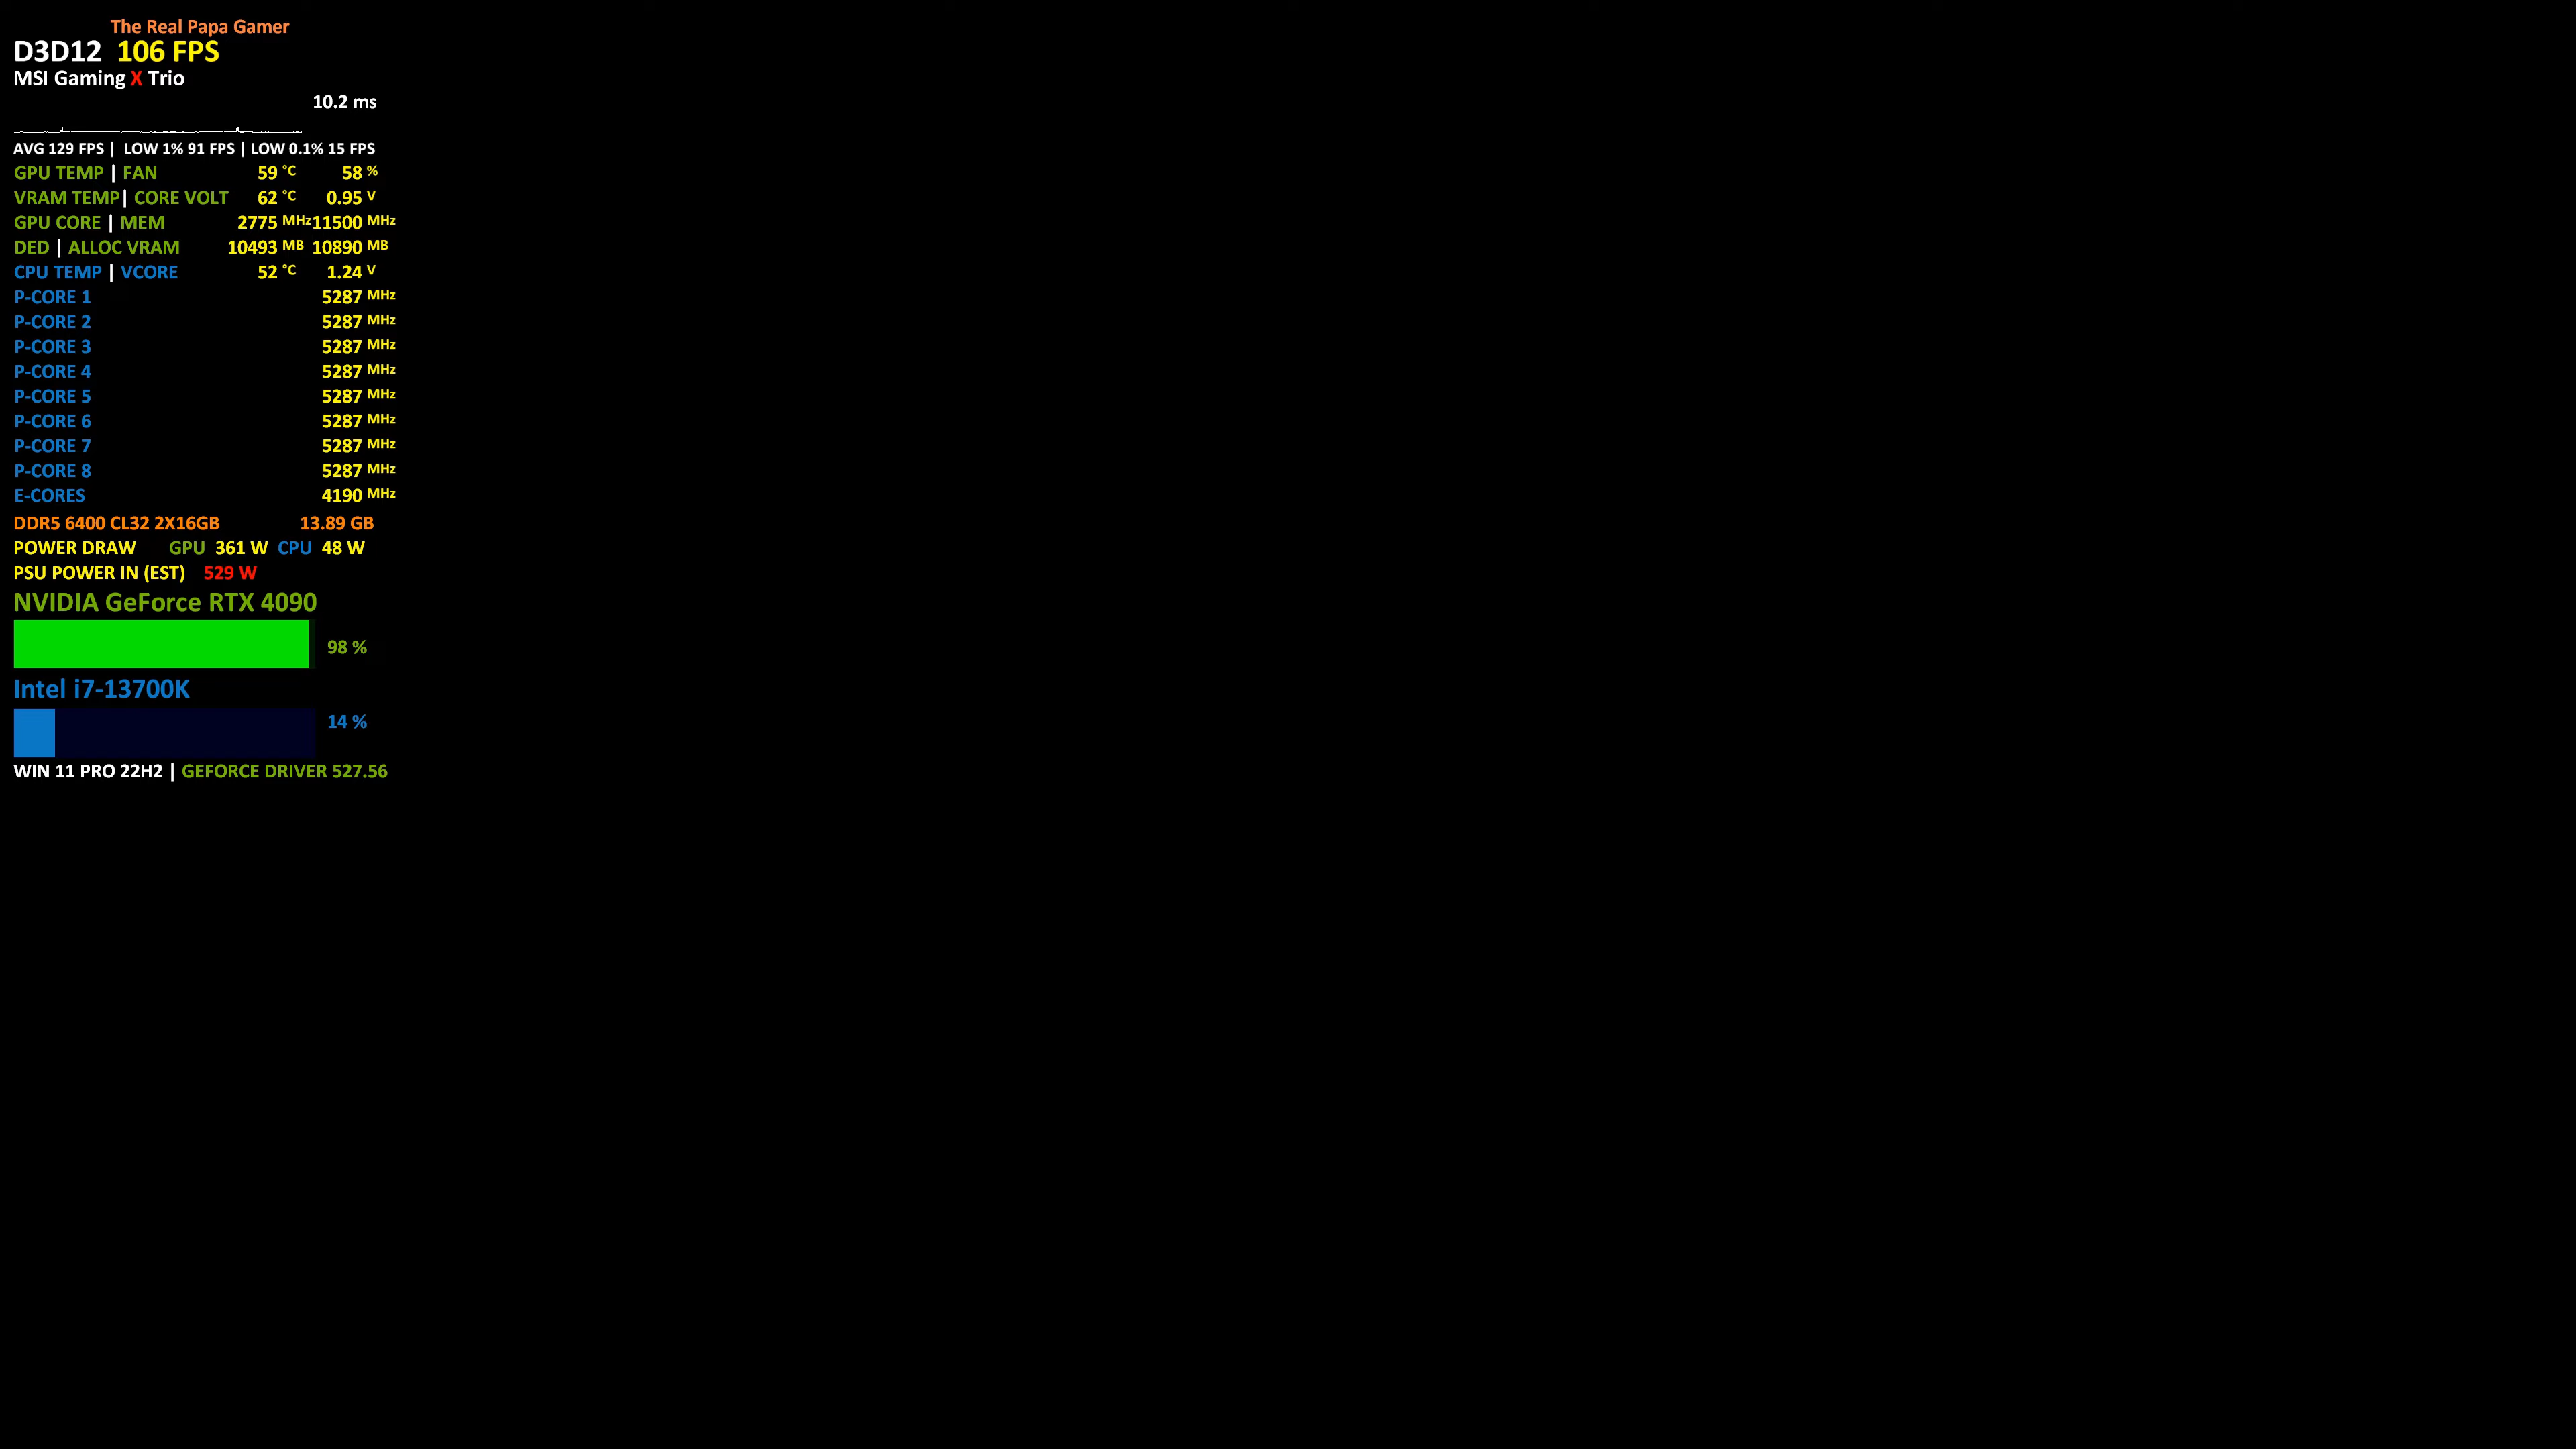 The Real Papa Gamer
D3D12 106 FPS
MSI Gaming X Trio
10.2 ms
AVG 129 FPS | LOW 1% 91 FPS | LOW 0.1% 15 FPS
GPU TEMP | FAN 59 °C 58 %
VRAM TEMP| CORE VOLT 62 °C 0.95 V
GPU CORE | MEM 2775 MHz 11500 MHz
DED | ALLOC VRAM 10493 MB 10890 MB
CPU TEMP | VCORE 52 °C 1.24 V
P-CORE 1 5287 MHz
P-CORE 2 5287 MHz
P-CORE 3 5287 MHz
P-CORE 4 5287 MHz
P-CORE 5 5287 MHz
P-CORE 6 5287 MHz
P-CORE 7 5287 MHz
P-CORE 8 5287 MHz
E-CORES 4190 MHz
DDR5 6400 CL32 2X16GB 13.89 GB
POWER DRAW GPU 361 W CPU 48 W
PSU POWER IN (EST) 529 W
NVIDIA GeForce RTX 4090
98 %
Intel i7-13700K
14 %
WIN 11 PRO 22H2 | GEFORCE DRIVER 527.56